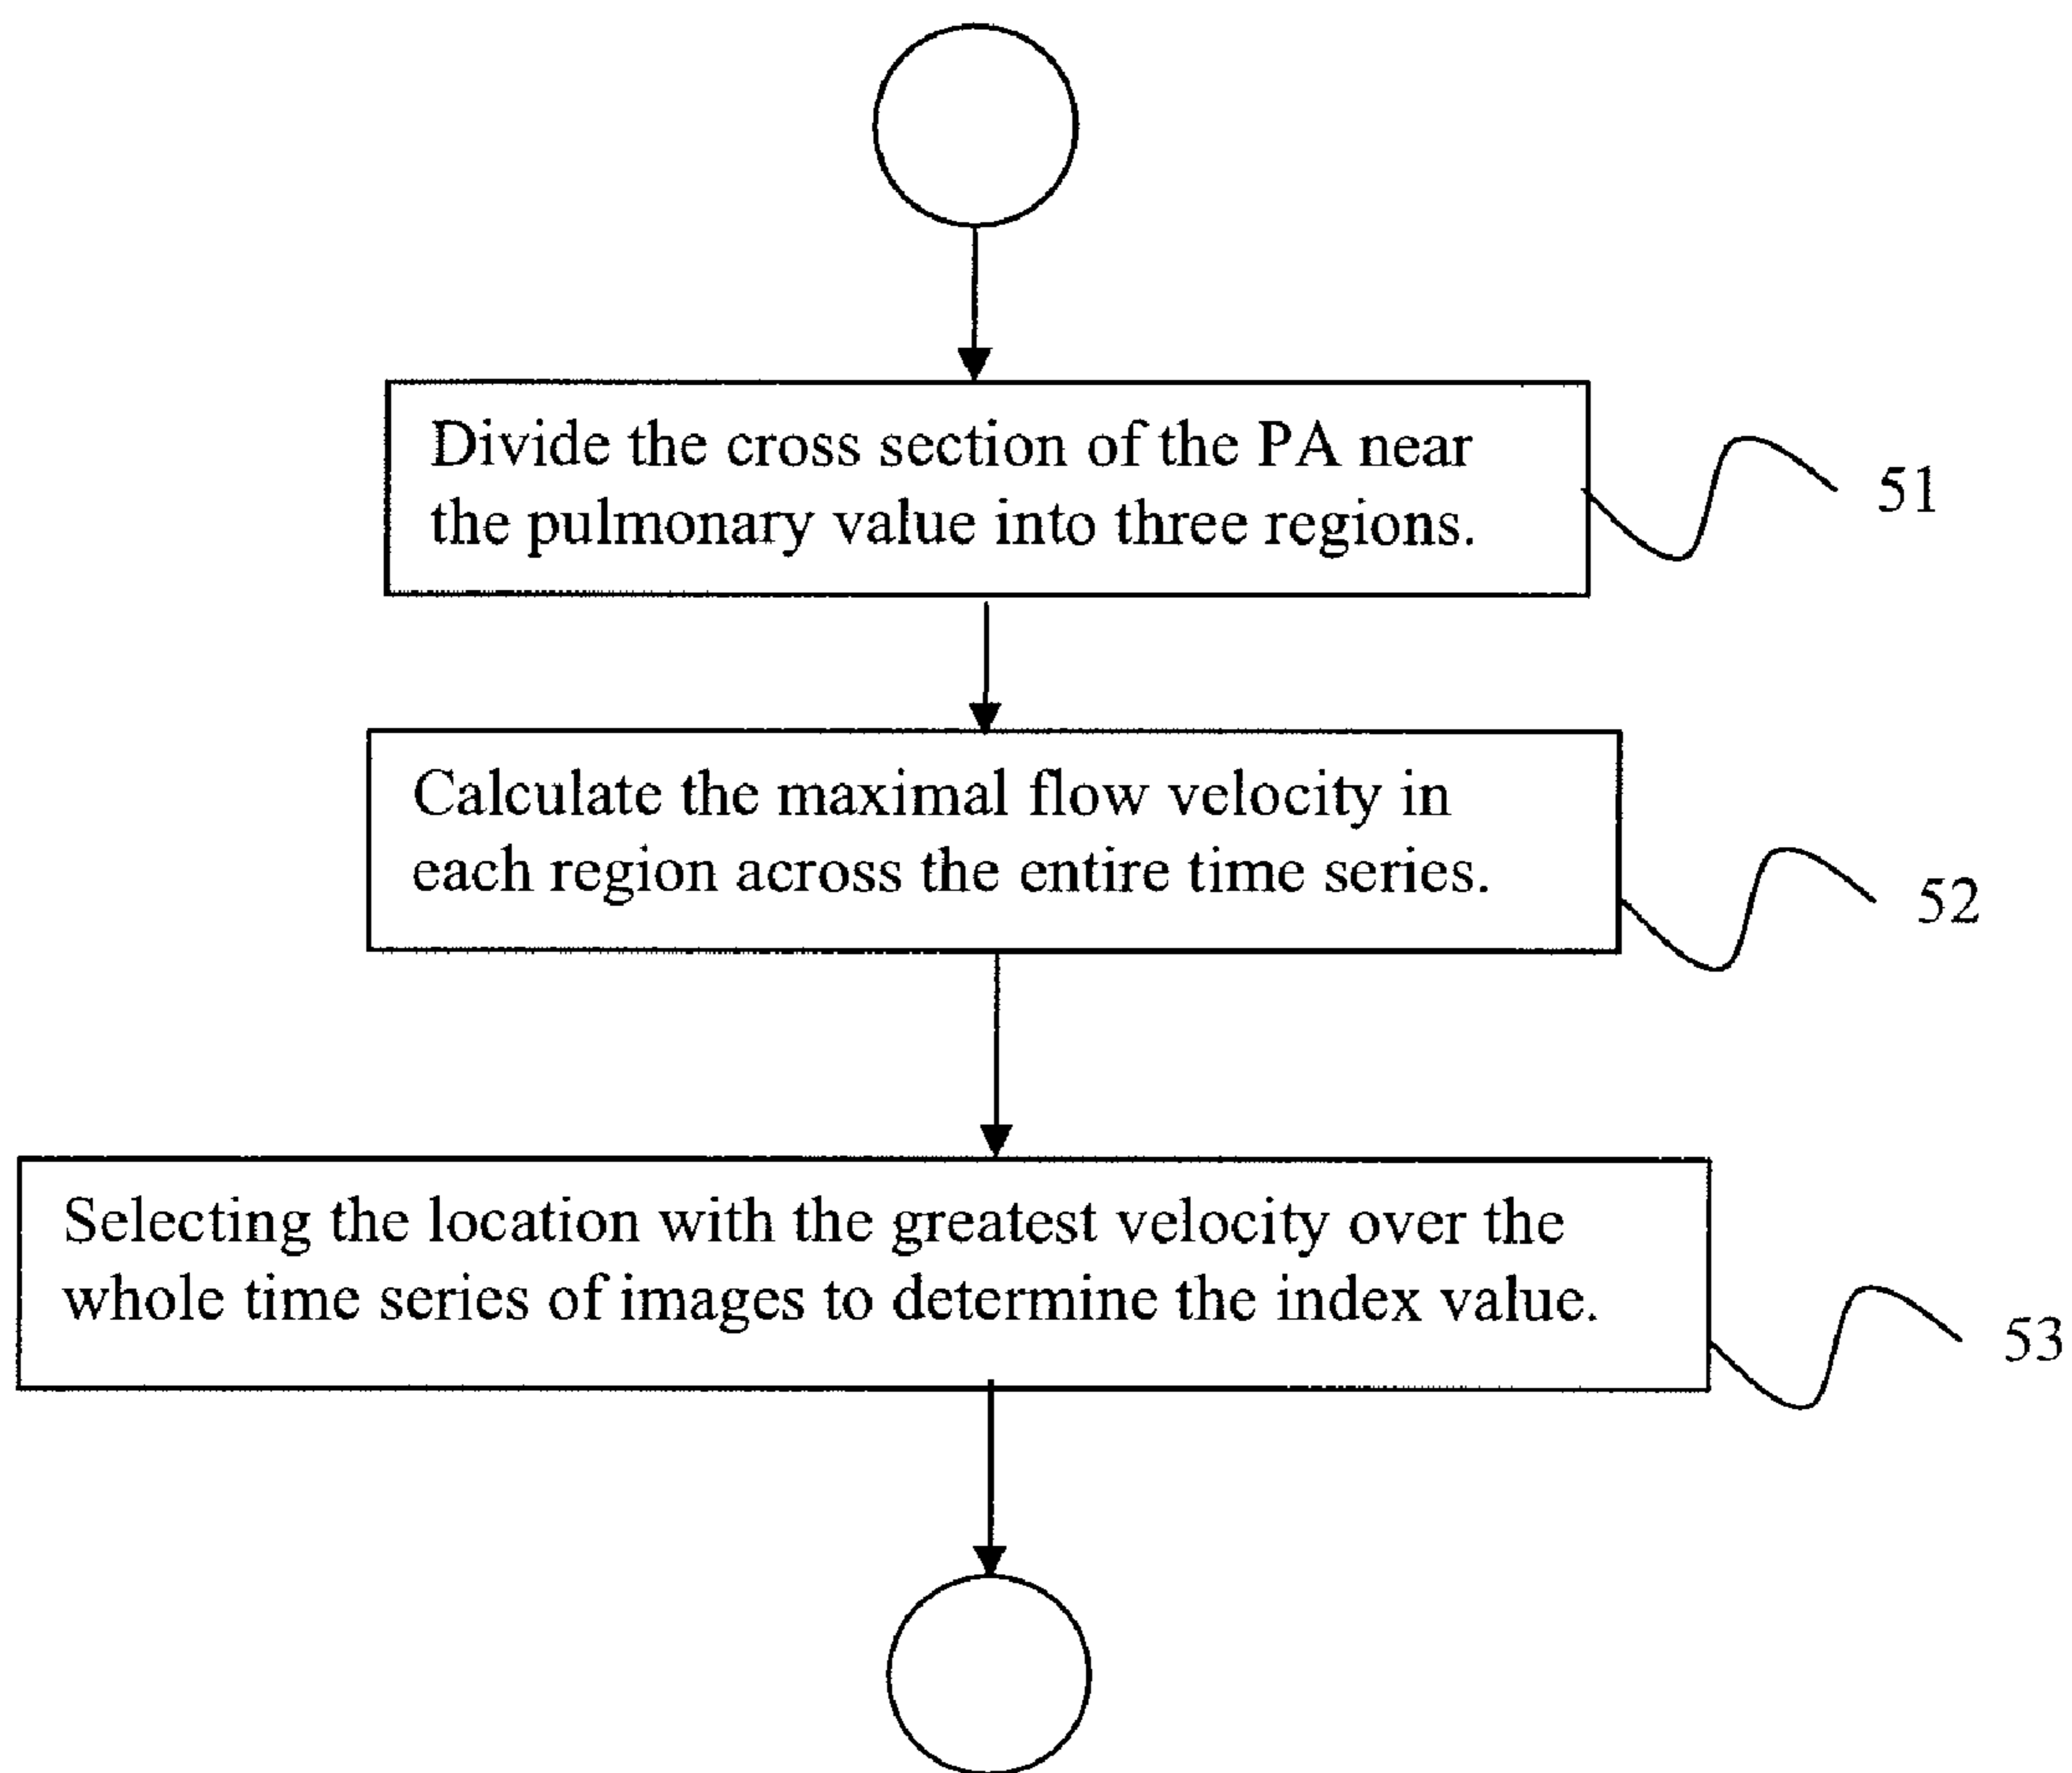 Divide the cross section of the PA near
the pulmonary value into three regions.
51
Calculate the maximal flow velocity in
each region across the entire time series.
52
Selecting the location with the greatest velocity over the
whole time series of images to determine the index value.
53